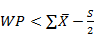 WP < ∑X̄ − S/2